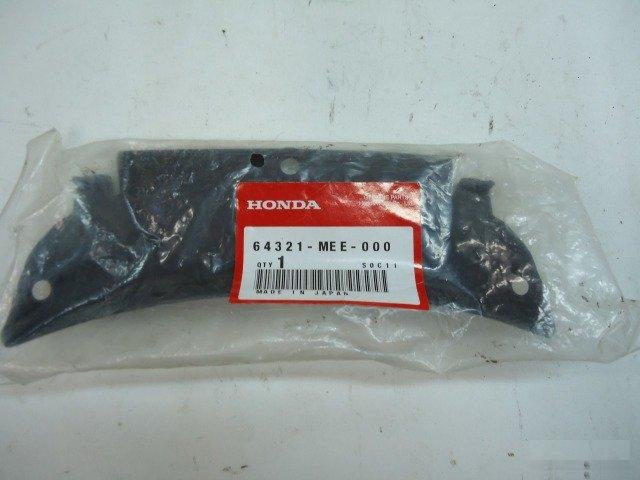 HONDA
64321-MEE-000
QTY 1 S0C11
MADE IN JAPAN